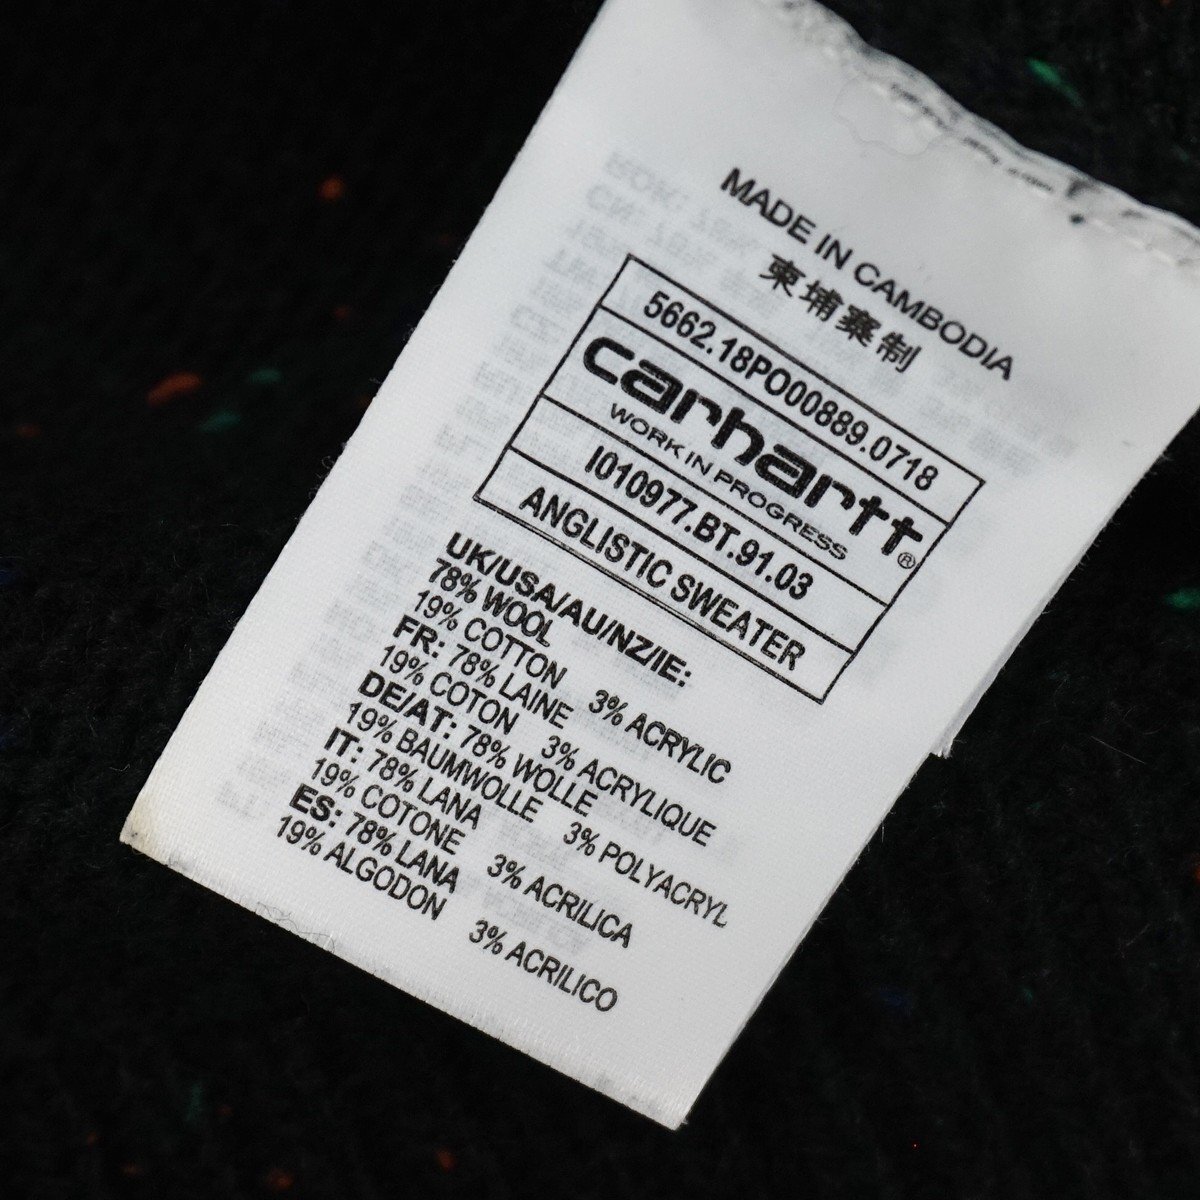 MADE IN CAMBODIA
柬埔寨制
5662.18PO00889.0718
carhartt®
WORK IN PROGRESS
I010977.BT.91.03
ANGLISTIC SWEATER
UK/USA/AU/NZ/IE:
78% WOOL
19% COTTON 3% ACRYLIC
FR: 78% LAINE
19% COTON 3% ACRYLIQUE
DE/AT: 78% WOLLE
19% BAUMWOLLE 3% POLYACRYL
IT: 78% LANA
19% COTONE 3% ACRILICA
ES: 78% LANA
19% ALGODON 3% ACRILICO